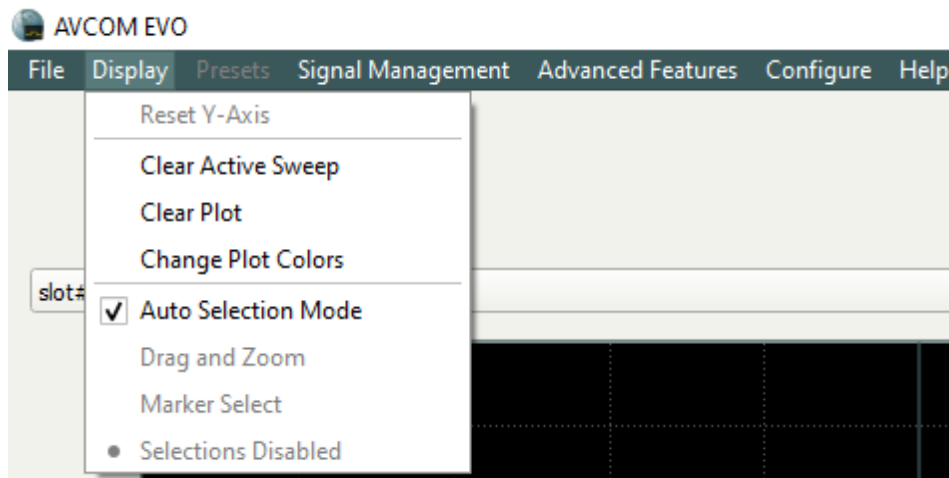 AVCOM EVO
File Display Presets Signal Management Advanced Features Configure Help
Reset Y-Axis
Clear Active Sweep
Clear Plot
Change Plot Colors
slot#
Auto Selection Mode
Drag and Zoom
Marker Select
Selections Disabled